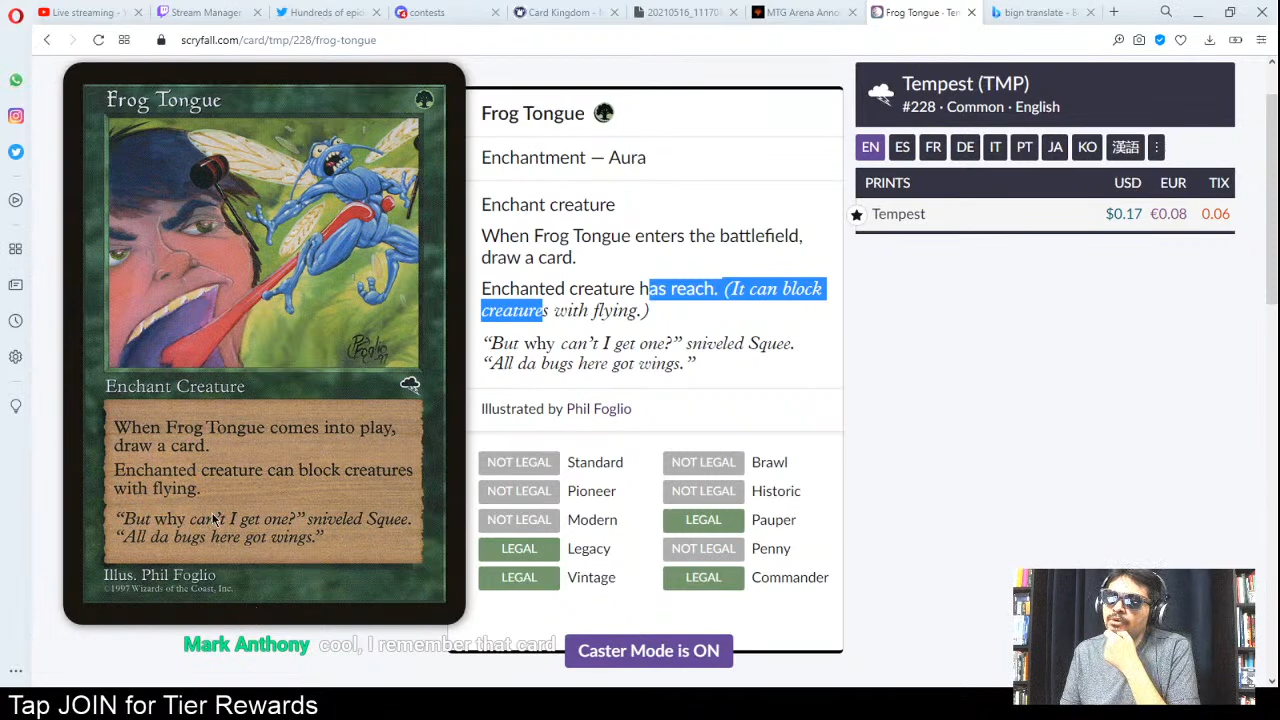 Live streaming -
Stream Manager
Hundreds of epid
contests
Card Kingdom - M
20210516_11170
MTG Arena Anno
Frog Tongue · Ten
bign translate - B
scryfall.com/card/tmp/228/frog-tongue
Frog Tongue
Enchant Creature
When Frog Tongue comes into play,
draw a card.
Enchanted creature can block creatures
with flying.
“But why can’t I get one?” sniveled Squee.
“All da bugs here got wings.”
Illus. Phil Foglio
©1997 Wizards of the Coast, Inc.
Frog Tongue
Enchantment — Aura
Enchant creature
When Frog Tongue enters the battlefield,
draw a card.
Enchanted creature has reach. (It can block
creatures with flying.)
“But why can’t I get one?” sniveled Squee.
“All da bugs here got wings.”
Illustrated by Phil Foglio
NOT LEGAL Standard NOT LEGAL Brawl
NOT LEGAL Pioneer NOT LEGAL Historic
NOT LEGAL Modern LEGAL Pauper
LEGAL Legacy NOT LEGAL Penny
LEGAL Vintage LEGAL Commander
Tempest (TMP)
#228 · Common · English
EN ES FR DE IT PT JA KO 漢語
PRINTS USD EUR TIX
Tempest $0.17 €0.08 0.06
Mark Anthony cool, I remember that card
Caster Mode is ON
Tap JOIN for Tier Rewards